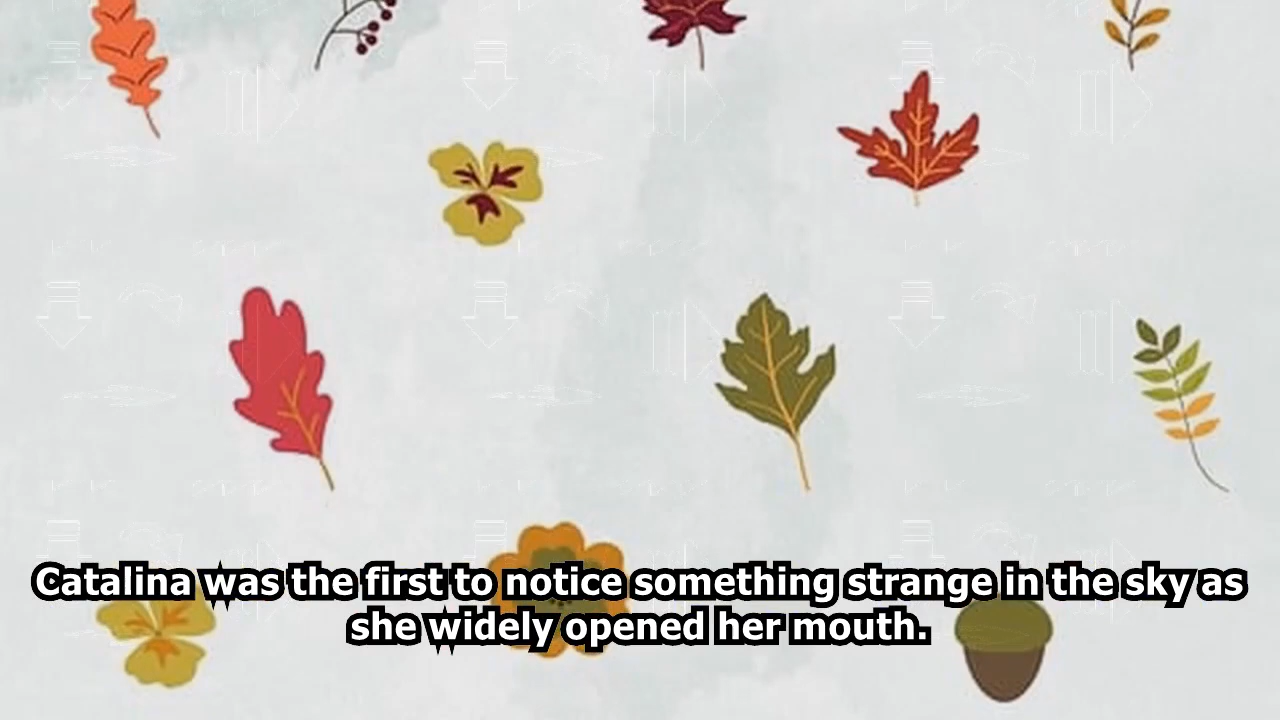 Catalina was the first to notice something strange in the sky as
she widely opened her mouth.